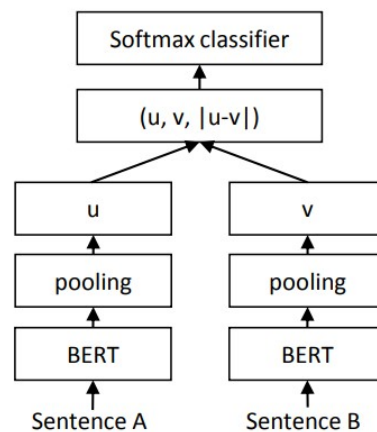 Softmax classifier
(u, v, |u-v|)
u
v
pooling
pooling
BERT
BERT
Sentence A
Sentence B